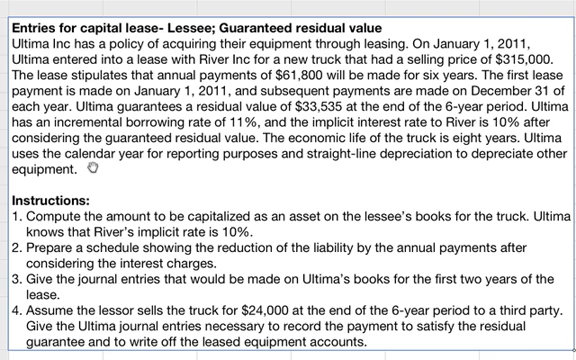 Entries for capital lease- Lessee; Guaranteed residual value
Ultima Inc has a policy of acquiring their equipment through leasing. On January 1, 2011,
Ultima entered into a lease with River Inc for a new truck that had a selling price of $315,000.
The lease stipulates that annual payments of $61,800 will be made for six years. The first lease
payment is made on January 1, 2011, and subsequent payments are made on December 31 of
each year. Ultima guarantees a residual value of $33,535 at the end of the 6-year period. Ultima
has an incremental borrowing rate of 11%, and the implicit interest rate to River is 10% after
considering the guaranteed residual value. The economic life of the truck is eight years. Ultima
uses the calendar year for reporting purposes and straight-line depreciation to depreciate other
equipment.
Instructions:
1. Compute the amount to be capitalized as an asset on the lessee's books for the truck. Ultima
knows that River's implicit rate is 10%.
2. Prepare a schedule showing the reduction of the liability by the annual payments after
considering the interest charges.
3. Give the journal entries that would be made on Ultima's books for the first two years of the
lease.
4. Assume the lessor sells the truck for $24,000 at the end of the 6-year period to a third party.
Give the Ultima journal entries necessary to record the payment to satisfy the residual
guarantee and to write off the leased equipment accounts.